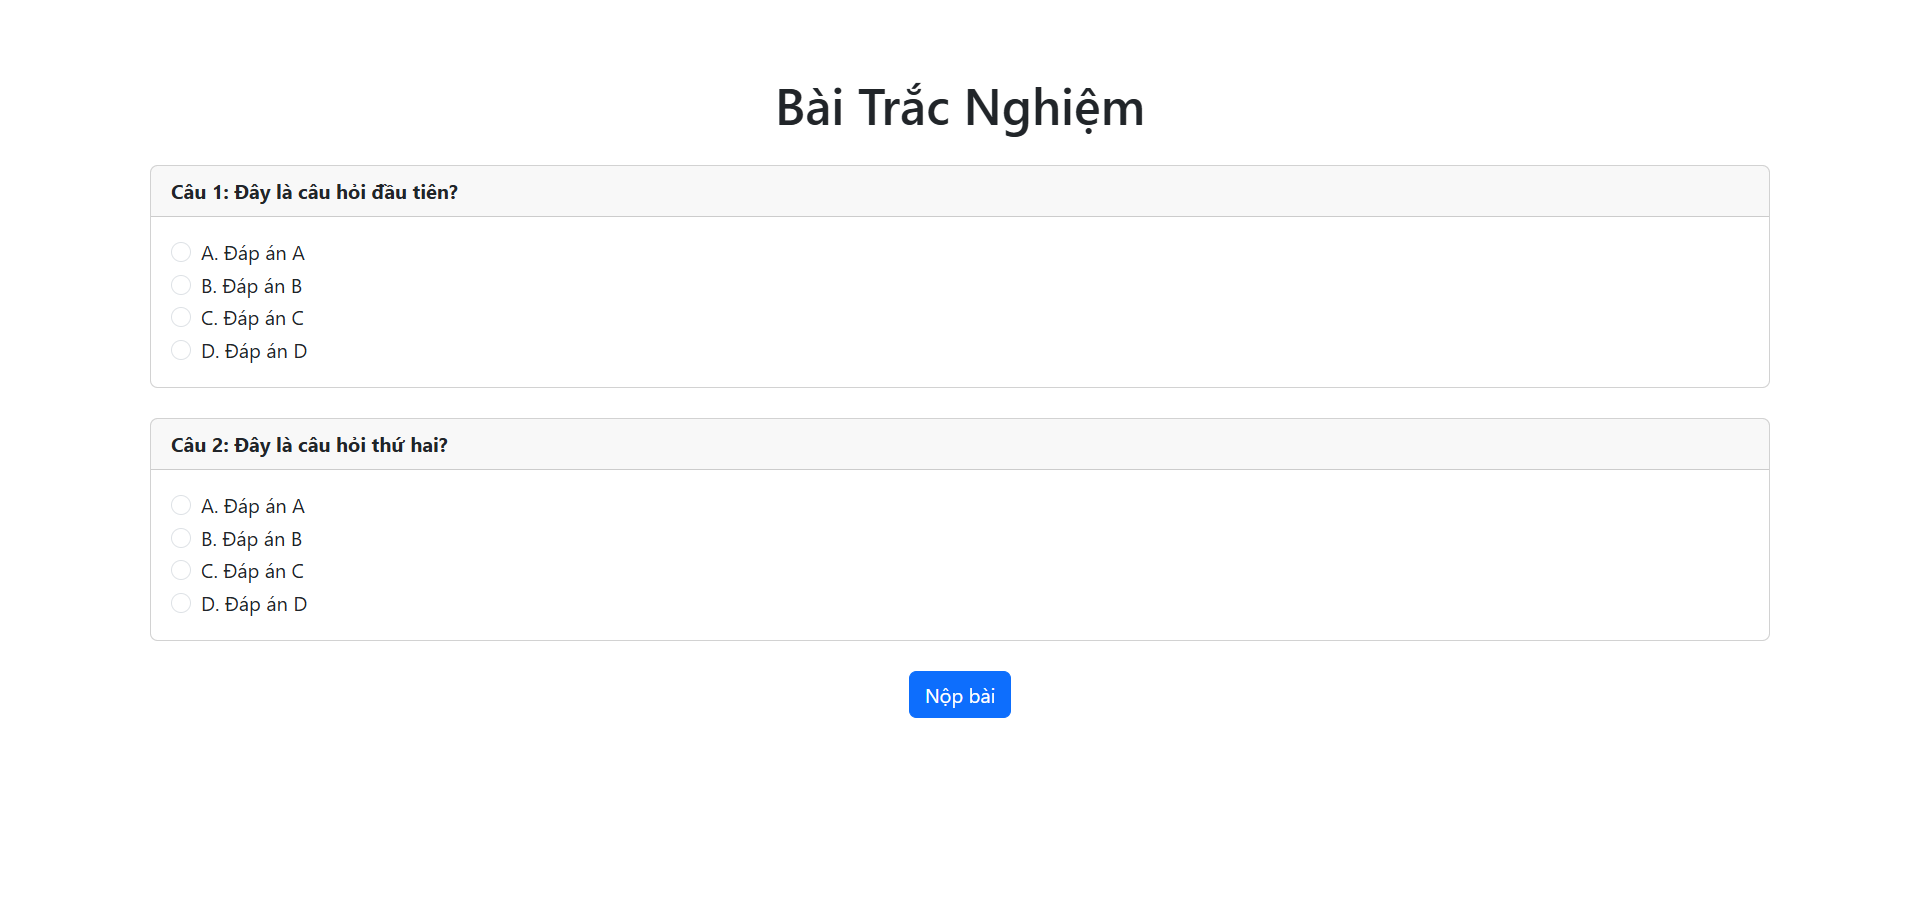 Bài Trắc Nghiệm
Câu 1: Đây là câu hỏi đầu tiên?
A. Đáp án A
B. Đáp án B
C. Đáp án C
D. Đáp án D
Câu 2: Đây là câu hỏi thứ hai?
A. Đáp án A
B. Đáp án B
C. Đáp án C
D. Đáp án D
Nộp bài